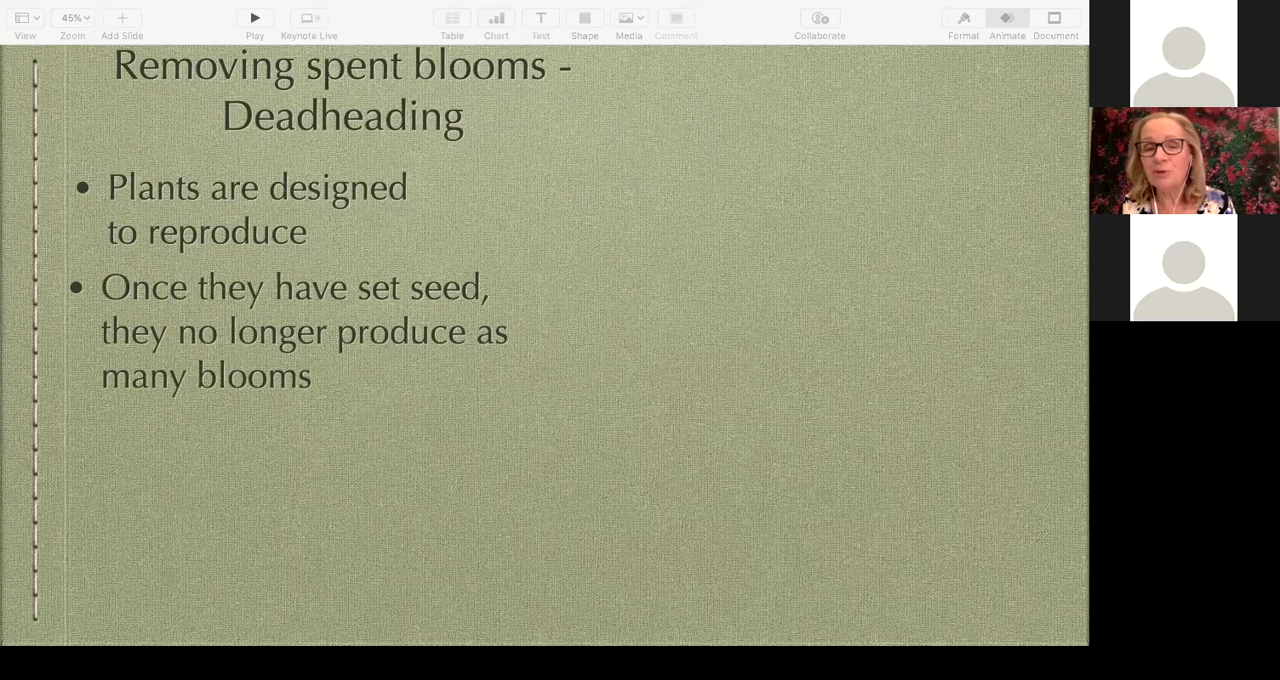 View
45%
Zoom
Add Slide
Play
Keynote Live
Table
Chart
Text
Shape
Media
Comment
Collaborate
Format
Animate
Document
Removing spent blooms -
Deadheading
• Plants are designed
to reproduce
• Once they have set seed,
they no longer produce as
many blooms